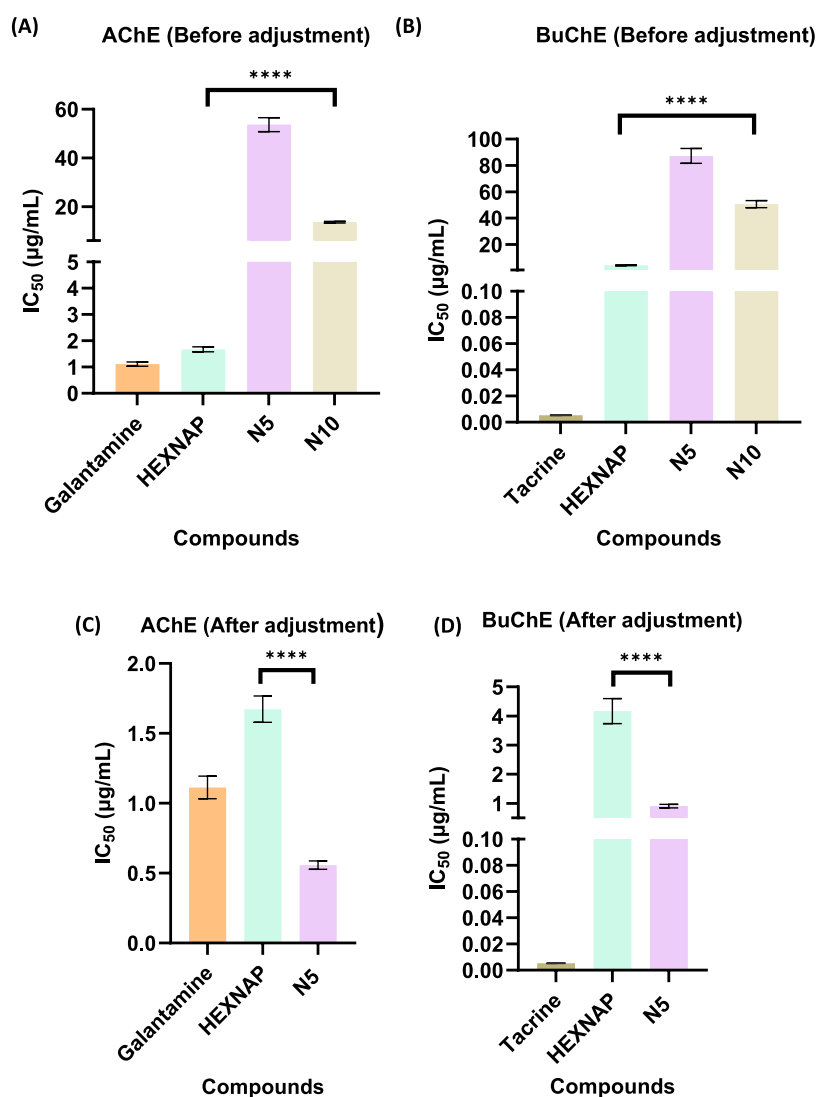 (A)
AChE (Before adjustment)
****
IC50 (µg/mL)
60
40
20
5
4
3
2
1
0
Galantamine
HEXNAP
N5
N10
Compounds
(B)
BuChE (Before adjustment)
****
IC50 (µg/mL)
100
80
60
40
20
0.10
0.08
0.06
0.04
0.02
0.00
Tacrine
HEXNAP
N5
N10
Compounds
(C)
AChE (After adjustment)
****
IC50 (µg/mL)
2.0
1.5
1.0
0.5
0.0
Galantamine
HEXNAP
N5
Compounds
(D)
BuChE (After adjustment)
****
IC50 (µg/mL)
5
4
3
2
1
0.10
0.08
0.06
0.04
0.02
0.00
Tacrine
HEXNAP
N5
Compounds